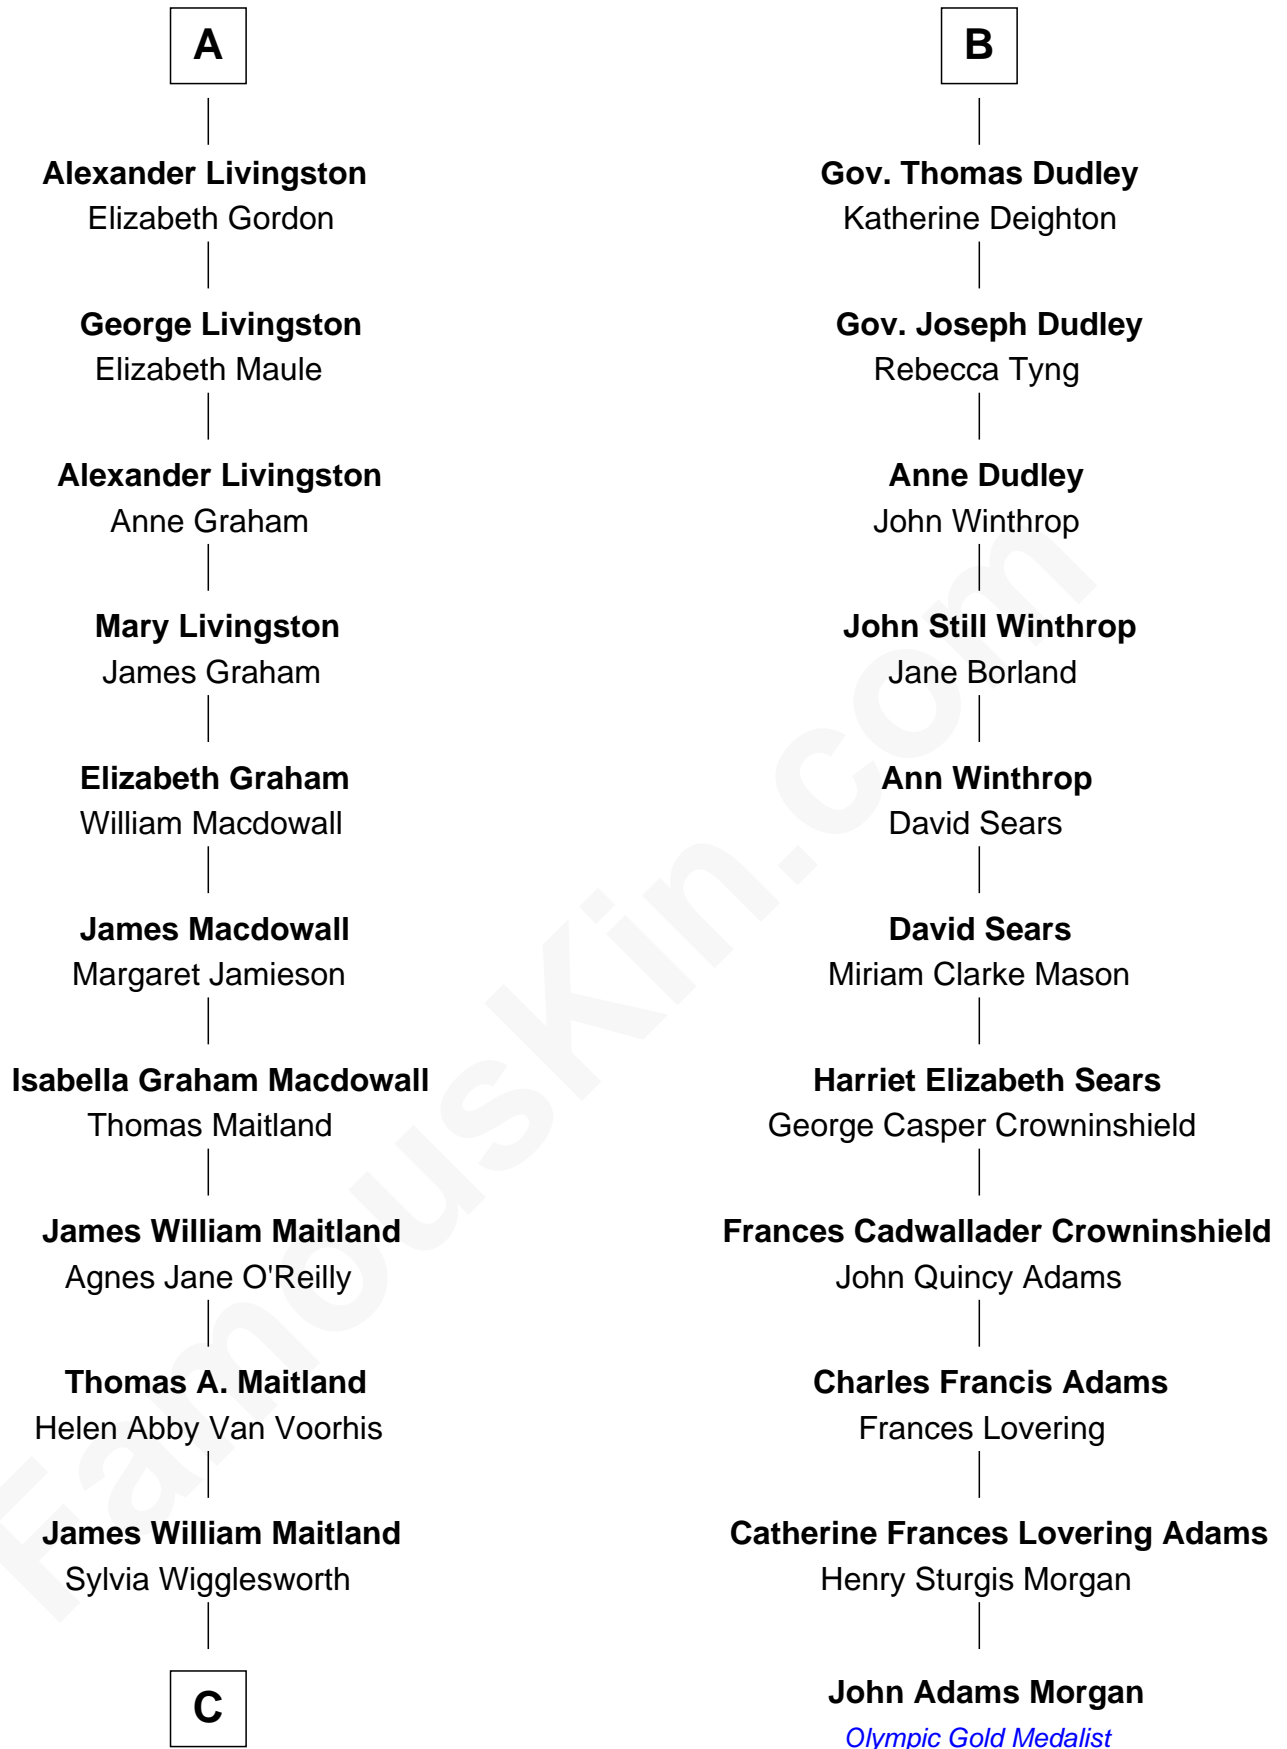 A
Alexander Livingston
Elizabeth Gordon
George Livingston
Elizabeth Maule
Alexander Livingston
Anne Graham
Mary Livingston
James Graham
Elizabeth Graham
William Macdowall
James Macdowall
Margaret Jamieson
Isabella Graham Macdowall
Thomas Maitland
James William Maitland
Agnes Jane O'Reilly
Thomas A. Maitland
Helen Abby Van Voorhis
James William Maitland
Sylvia Wigglesworth
C
B
Gov. Thomas Dudley
Katherine Deighton
Gov. Joseph Dudley
Rebecca Tyng
Anne Dudley
John Winthrop
John Still Winthrop
Jane Borland
Ann Winthrop
David Sears
David Sears
Miriam Clarke Mason
Harriet Elizabeth Sears
George Casper Crowninshield
Frances Cadwallader Crowninshield
John Quincy Adams
Charles Francis Adams
Frances Lovering
Catherine Frances Lovering Adams
Henry Sturgis Morgan
John Adams Morgan
Olympic Gold Medalist
FamousKin.com